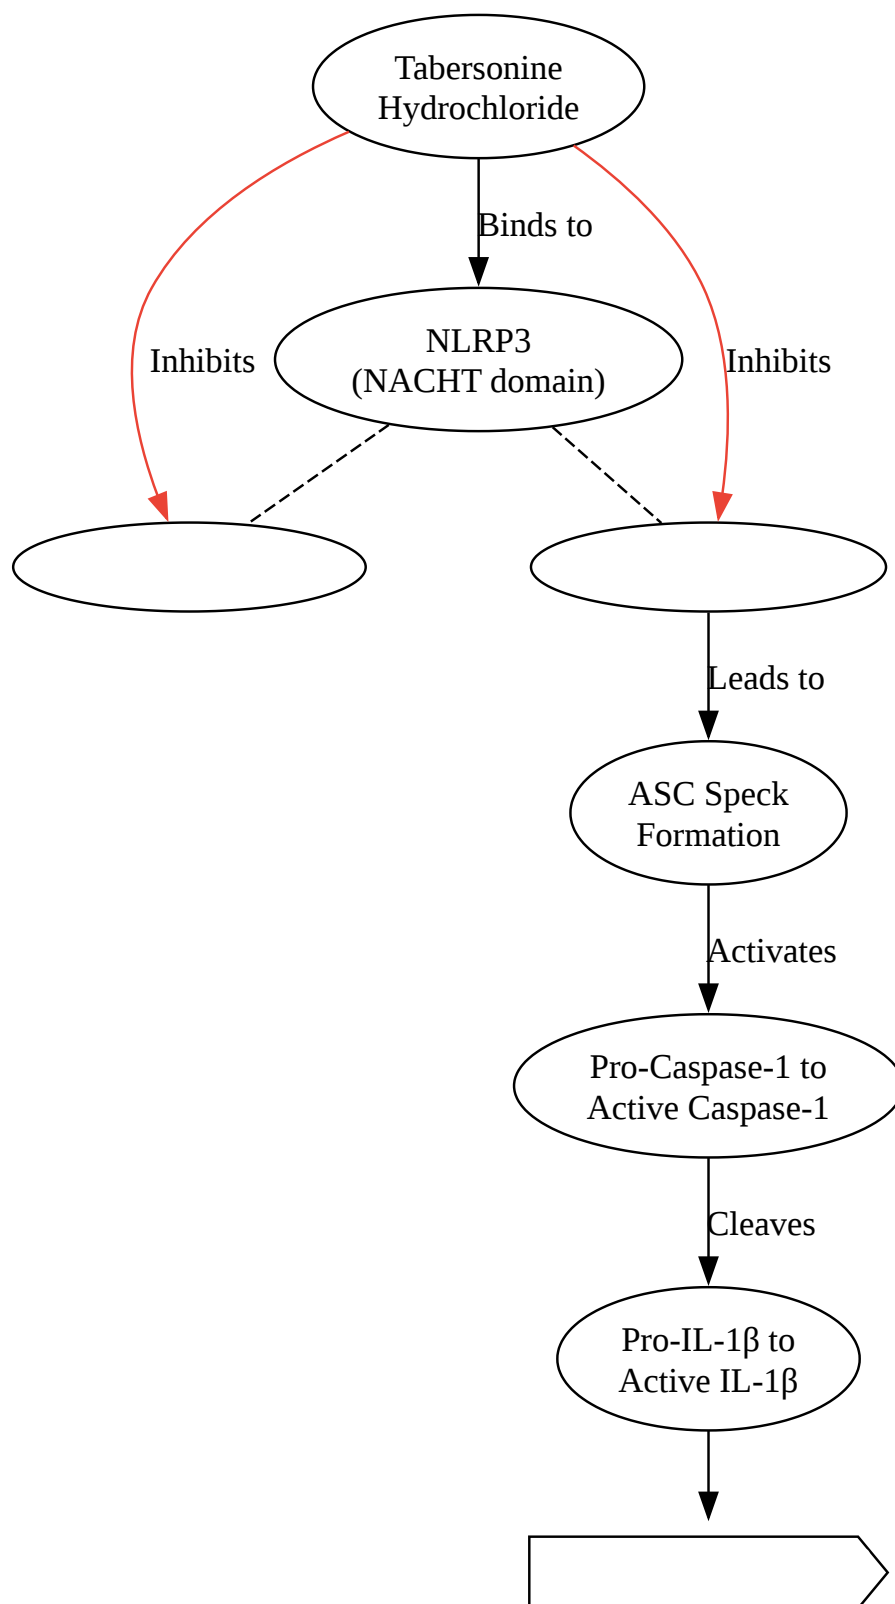 Tabersonine
Hydrochloride
Binds to
NLRP3
(NACHT domain)
Inhibits
Inhibits
Leads to
ASC Speck
Formation
Activates
Pro-Caspase-1 to
Active Caspase-1
Cleaves
Pro-IL-1β to
Active IL-1β